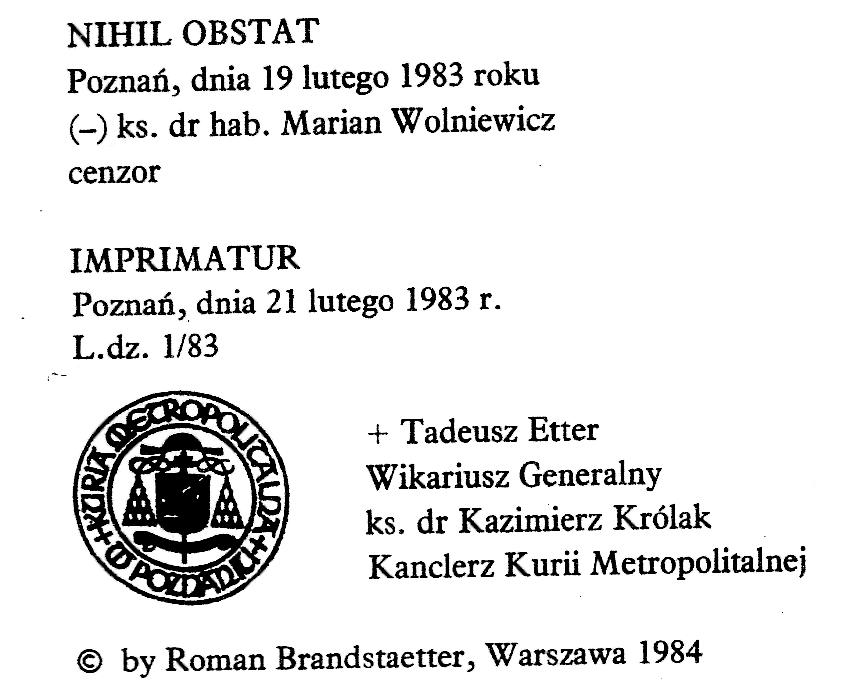 NIHIL OBSTAT
Poznań, dnia 19 lutego 1983 roku
(–) ks. dr hab. Marian Wolniewicz
cenzor
IMPRIMATUR
Poznań, dnia 21 lutego 1983 r.
L.dz. 1/83
KURIA METROPOLITALNA
+ W POZNANIU +
+ Tadeusz Etter
Wikariusz Generalny
ks. dr Kazimierz Królak
Kanclerz Kurii Metropolitalnej
© by Roman Brandstaetter, Warszawa 1984